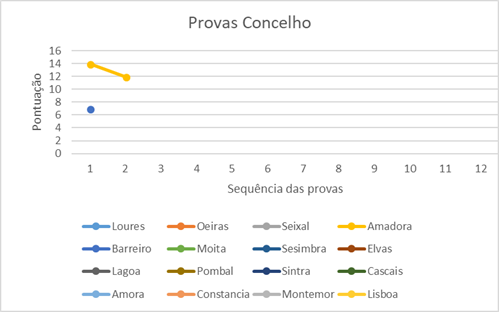 Provas Concelho
16
14
12
10
8
6
4
2
0
Pontuação
1 2 3 4 5 6 7 8 9 10 11 12
Sequência das provas
Loures Oeiras Seixal Amadora
Barreiro Moita Sesimbra Elvas
Lagoa Pombal Sintra Cascais
Amora Constancia Montemor Lisboa